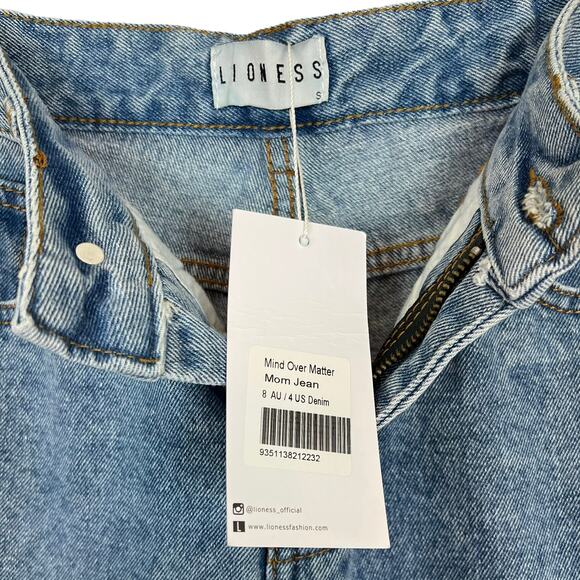 LIONESS
S
Mind Over Matter
Mom Jean
8 AU / 4 US Denim
9351138212232
@lioness_official
L www.lionessfashion.com